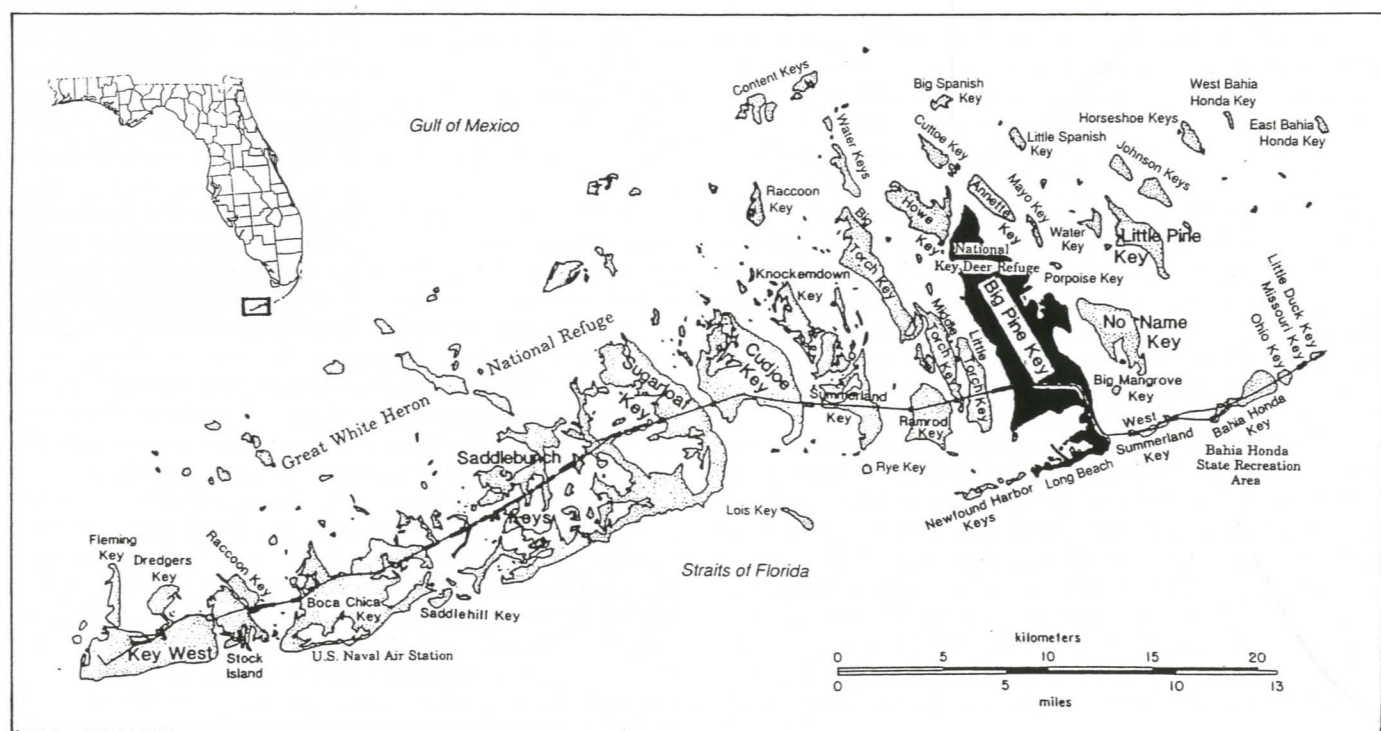 Gulf of Mexico
Content Keys
Big Spanish
Key
West Bahia
Honda Key
Horseshoe Keys
East Bahia
Honda Key
Water Keys
Cuttoe Key
Little Spanish
Key
Johnson Keys
Raccoon
Key
Howe
Key
Annette
Key
Mayo Key
Water
Key
Little Pine
Key
Big
Torch Key
National
Key Deer Refuge
Porpoise Key
Knockemdown
Key
Big Pine Key
No Name
Key
Little Duck Key
Missouri Key
Ohio Key
Great White Heron National Refuge
Sugarloaf
Key
Cudjoe
Key
Middle
Torch Key
Little
Torch Key
Big Mangrove
Key
Summerland
Key
Ramrod
Key
West
Summerland
Key
Bahia Honda
Key
Bahia Honda
State Recreation
Area
Saddlebunch
Keys
Rye Key
Long Beach
Newfound Harbor
Keys
Lois Key
Fleming
Key
Dredgers
Key
Raccoon Key
Straits of Florida
Boca Chica
Key
Saddlehill Key
Key West
Stock
Island
U.S. Naval Air Station
kilometers
0 5 10 15 20
0 5 10 13
miles